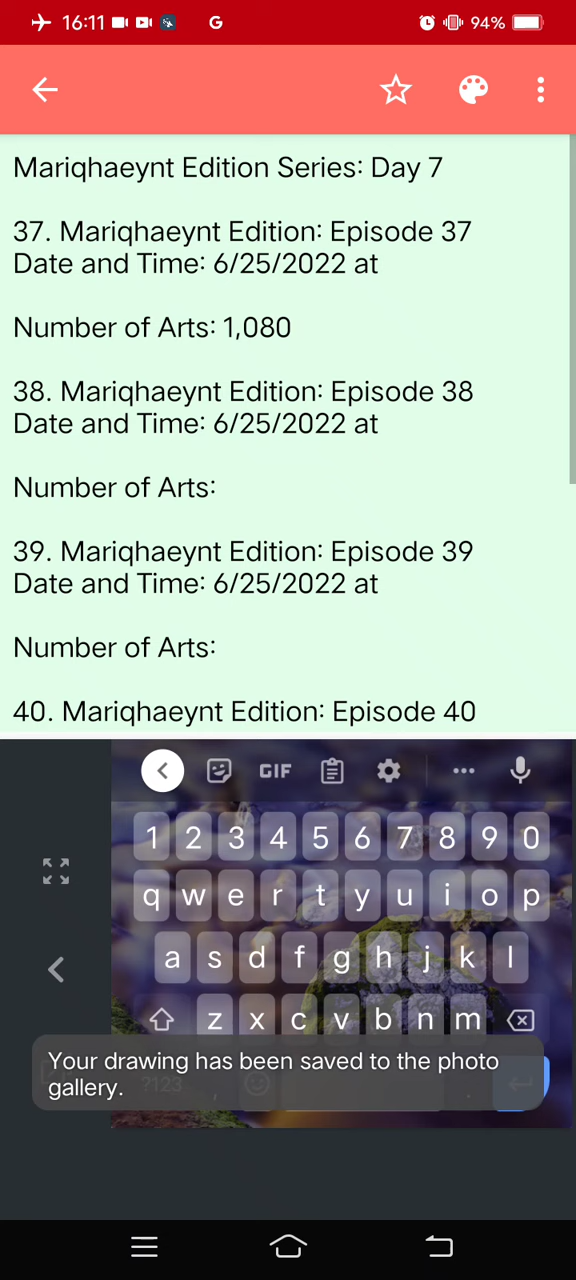 16:11 G 94%
Mariqhaeynt Edition Series: Day 7
37. Mariqhaeynt Edition: Episode 37
Date and Time: 6/25/2022 at
Number of Arts: 1,080
38. Mariqhaeynt Edition: Episode 38
Date and Time: 6/25/2022 at
Number of Arts:
39. Mariqhaeynt Edition: Episode 39
Date and Time: 6/25/2022 at
Number of Arts:
40. Mariqhaeynt Edition: Episode 40
GIF
1 2 3 4 5 6 7 8 9 0
q w e r t y u i o p
a s d f g h j k l
z x c v b n m
Your drawing has been saved to the photo
gallery.
?123 , .